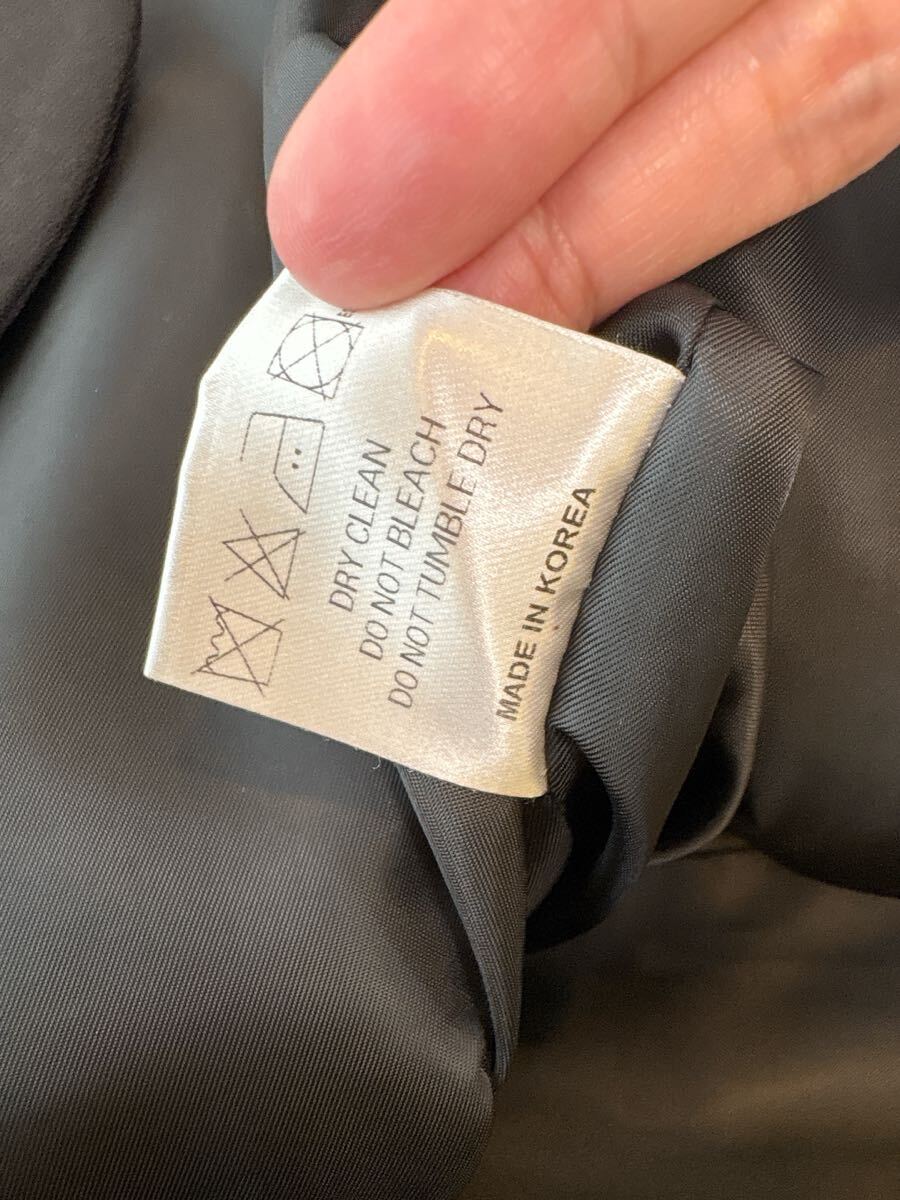 DRY CLEAN
DO NOT BLEACH
DO NOT TUMBLE DRY
MADE IN KOREA